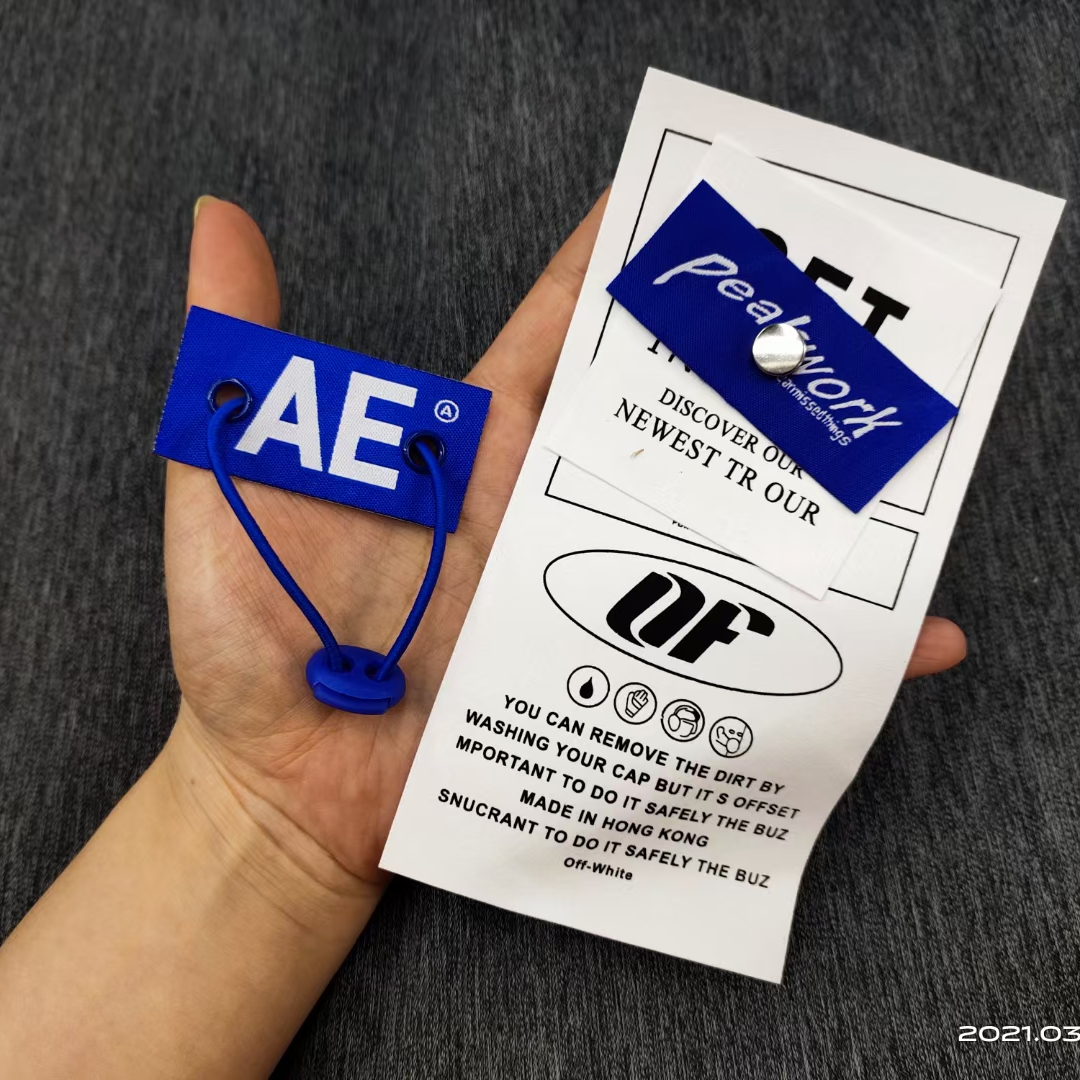 AE
A
peakwork
DISCOVER OUR
NEWEST TR OUR
OF
YOU CAN REMOVE THE DIRT BY
WASHING YOUR CAP BUT IT S OFFSET
MPORTANT TO DO IT SAFELY THE BUZ
MADE IN HONG KONG
SNUCRANT TO DO IT SAFELY THE BUZ
Off-White
2021.03